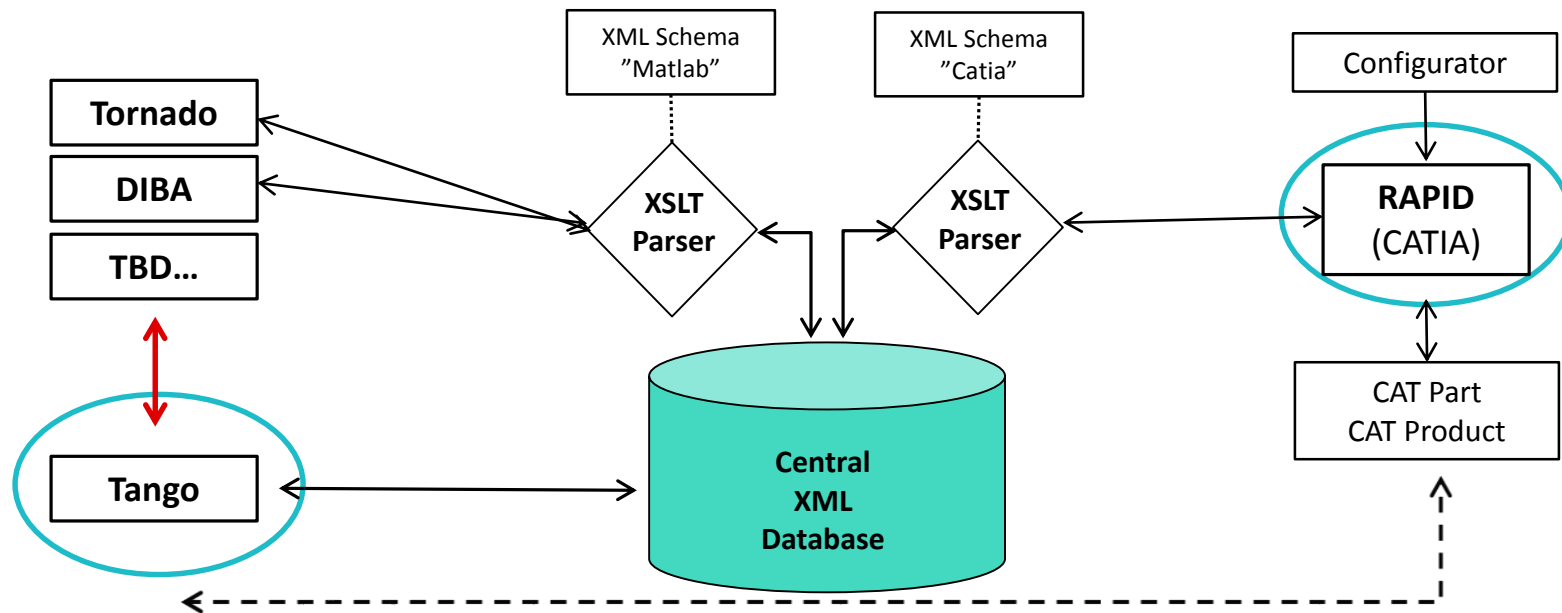 XML Schema
”Matlab”
XML Schema
”Catia”
Configurator
Tornado
DIBA
TBD...
XSLT
Parser
XSLT
Parser
RAPID
(CATIA)
CAT Part
CAT Product
Tango
Central
XML
Database